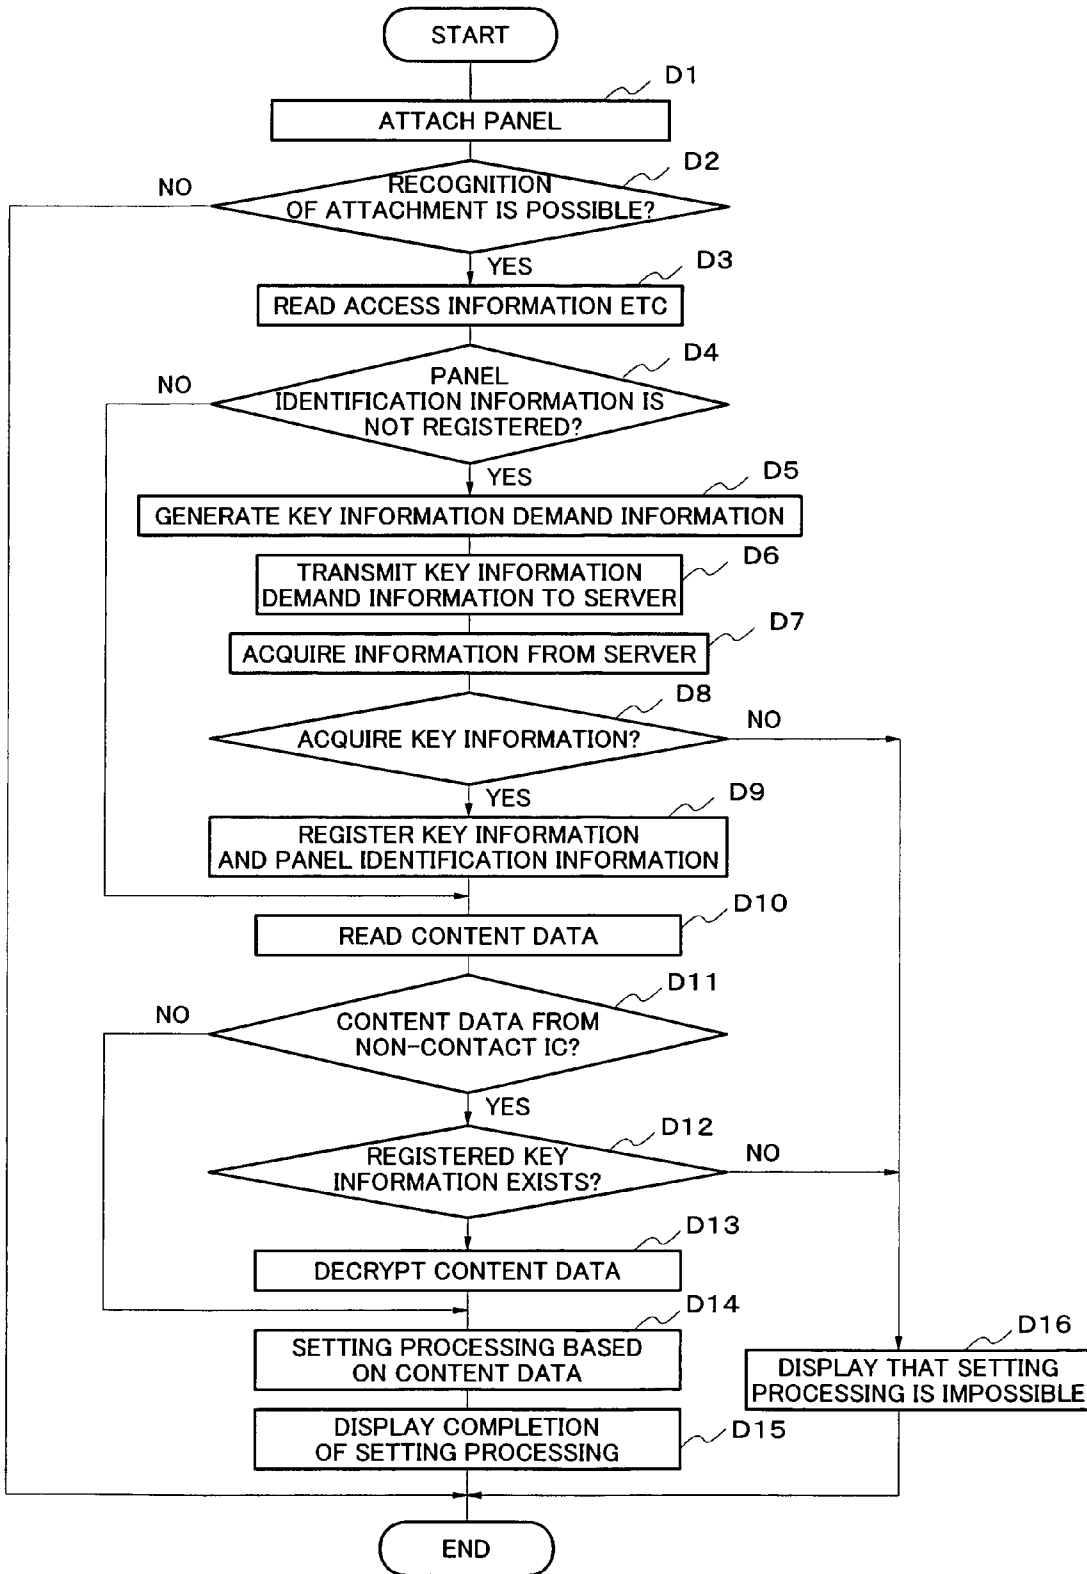 START
D1
ATTACH PANEL
D2
NO
RECOGNITION
OF ATTACHMENT IS POSSIBLE?
YES
D3
READ ACCESS INFORMATION ETC
D4
NO
PANEL
IDENTIFICATION INFORMATION IS
NOT REGISTERED?
YES
D5
GENERATE KEY INFORMATION DEMAND INFORMATION
D6
TRANSMIT KEY INFORMATION
DEMAND INFORMATION TO SERVER
D7
ACQUIRE INFORMATION FROM SERVER
D8
NO
ACQUIRE KEY INFORMATION?
YES
D9
REGISTER KEY INFORMATION
AND PANEL IDENTIFICATION INFORMATION
D10
READ CONTENT DATA
D11
NO
CONTENT DATA FROM
NON-CONTACT IC?
YES
D12
NO
REGISTERED KEY
INFORMATION EXISTS?
D13
DECRYPT CONTENT DATA
D14
SETTING PROCESSING BASED
ON CONTENT DATA
D16
DISPLAY THAT SETTING
PROCESSING IS IMPOSSIBLE
D15
DISPLAY COMPLETION
OF SETTING PROCESSING
END